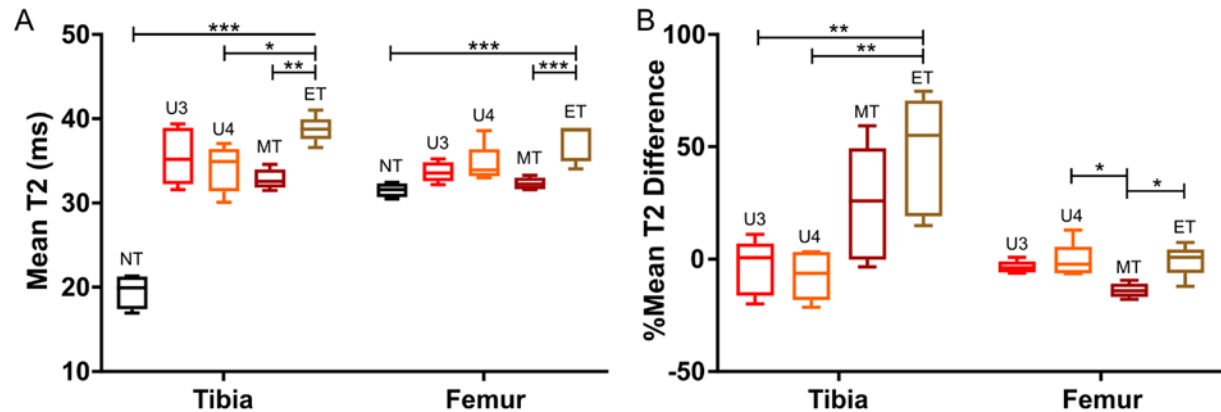 A
Mean T2 (ms)
50
40
30
20
10
***
*
**
***
***
NT
U3
U4
MT
ET
NT
U3
U4
MT
ET
Tibia
Femur
B
%Mean T2 Difference
100
50
0
-50
**
**
*
*
U3
U4
MT
ET
U3
U4
MT
ET
Tibia
Femur